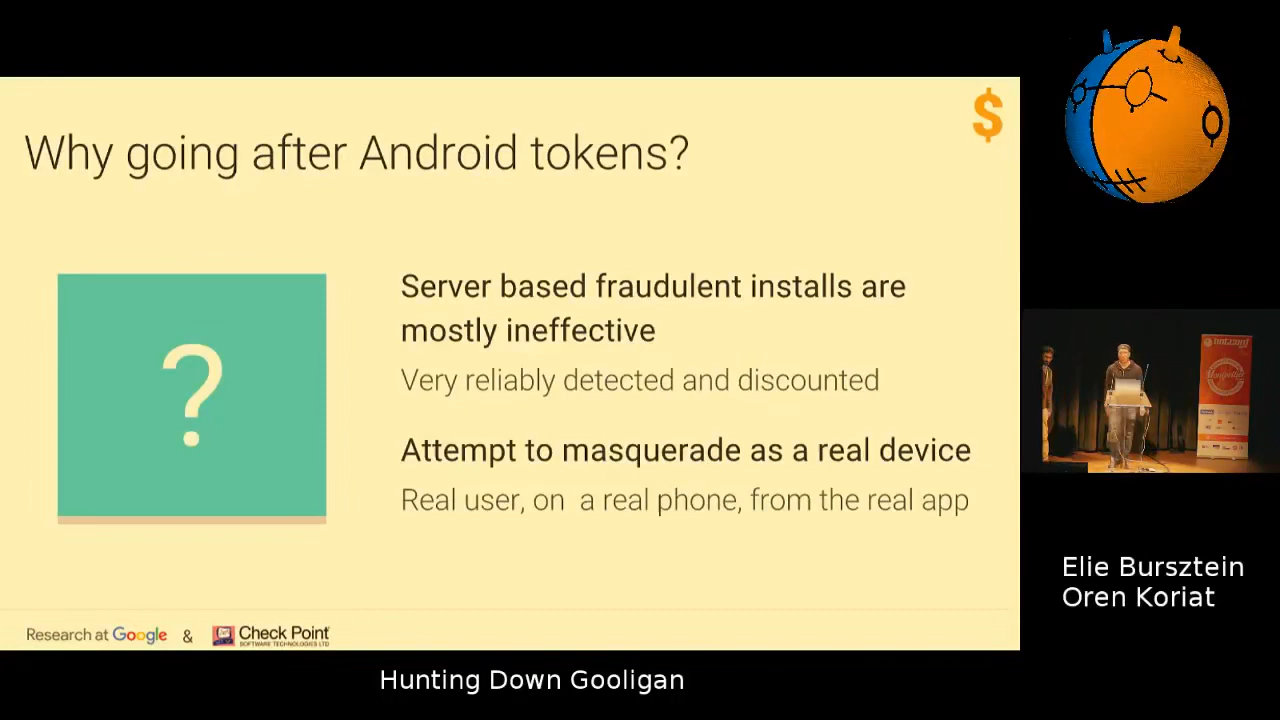 $
Why going after Android tokens?
?
Server based fraudulent installs are
mostly ineffective
Very reliably detected and discounted
Attempt to masquerade as a real device
Real user, on a real phone, from the real app
Research at Google & Check Point
SOFTWARE TECHNOLOGIES LTD
Elie Bursztein
Oren Koriat
Hunting Down Gooligan